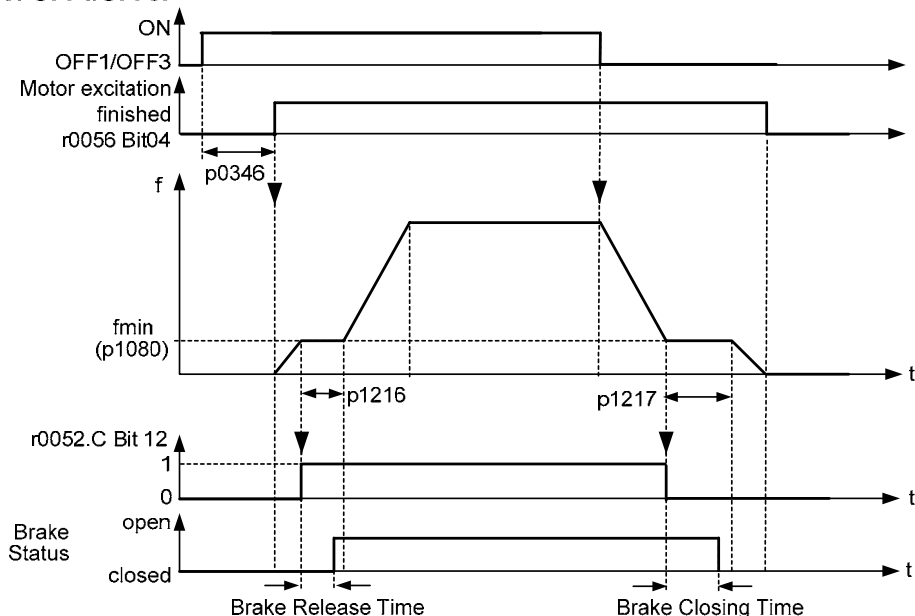 ON
OFF1/OFF3
Motor excitation
finished
r0056 Bit04
p0346
f
fmin
(p1080)
t
p1216
p1217
r0052.C Bit 12
1
0
t
Brake
Status
open
closed
t
Brake Release Time
Brake Closing Time